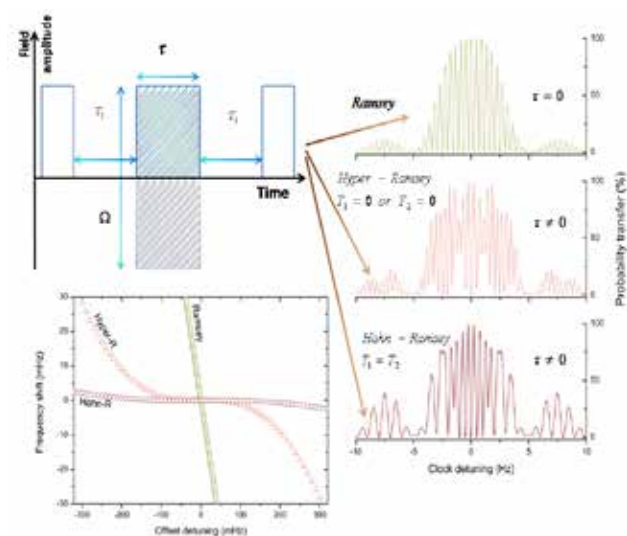 Field
amplitude
τ
T₁
T₁
Time
Ω
Ramsey
τ = 0
Hyper - Ramsey
T₁ = 0 or T₂ = 0
τ ≠ 0
Hahn - Ramsey
T₁ = T₂
τ ≠ 0
100
50
0
100
50
0
100
50
0
Probability transfer (%)
-10
-5
0
5
10
Clock detuning (Hz)
Hyper-R
Ramsey
Hahn-R
30
20
10
0
-10
-20
-30
Frequency shift (mHz)
-300
-200
-100
0
100
200
300
Offset detuning (mHz)